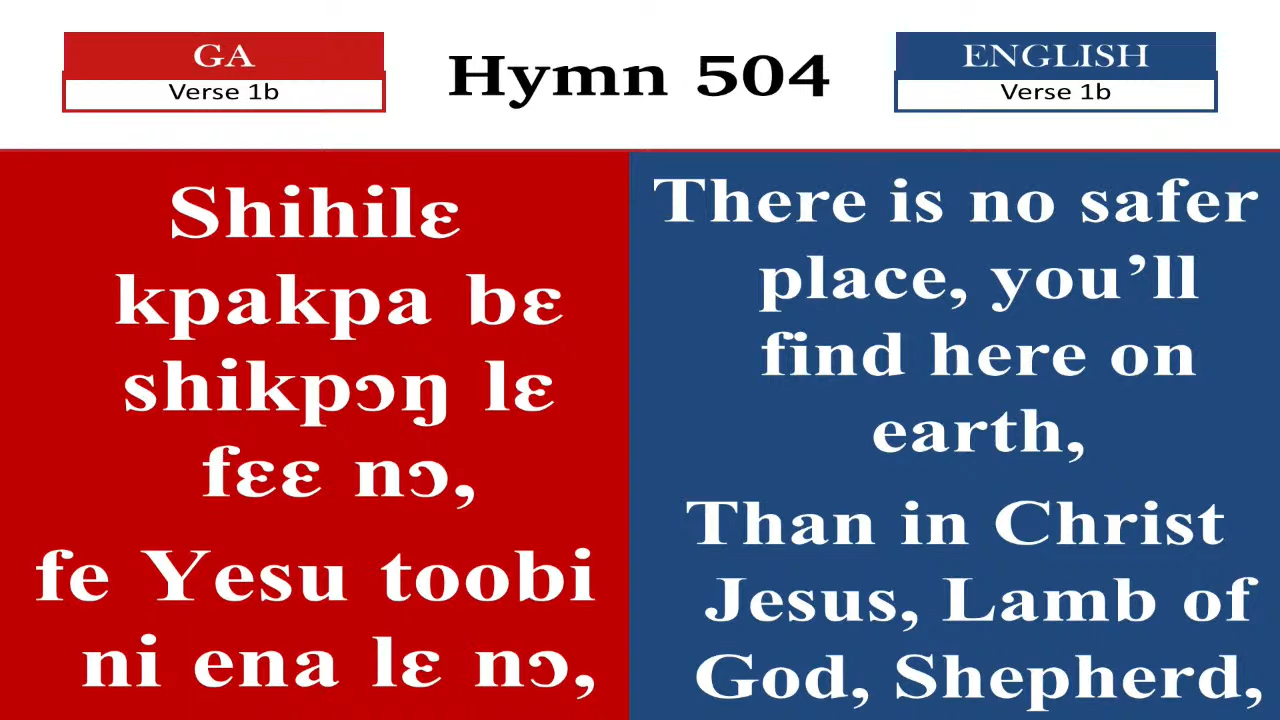 GA
Verse 1b
Hymn 504
ENGLISH
Verse 1b
Shihilɛ
kpakpa bɛ
shikpɔŋ lɛ
fɛɛ nɔ,
fe Yesu toobi
ni ena lɛ nɔ,
There is no safer
place, you’ll
find here on
earth,
Than in Christ
Jesus, Lamb of
God, Shepherd,